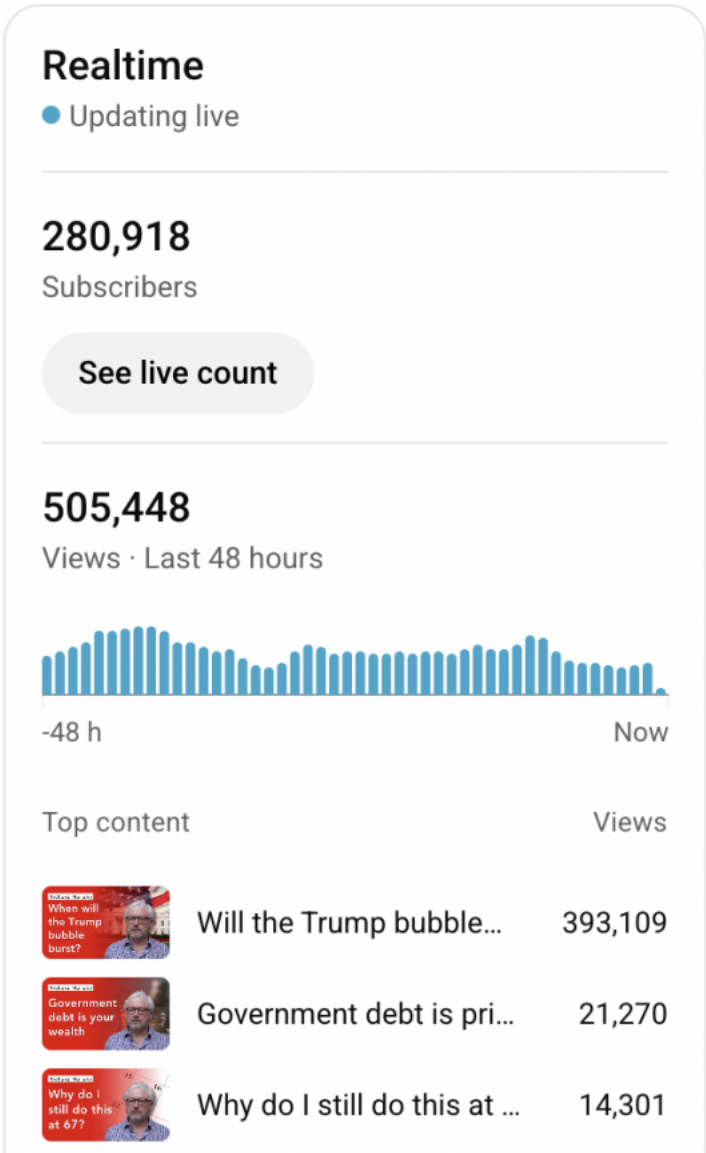 Realtime
Updating live
280,918
Subscribers
See live count
505,448
Views · Last 48 hours
-48 h Now
Top content Views
When will
the Trump
bubble
burst?
Will the Trump bubble... 393,109
Government
debt is your
wealth
Government debt is pri... 21,270
Why do I
still do this
at 67?
Why do I still do this at ... 14,301